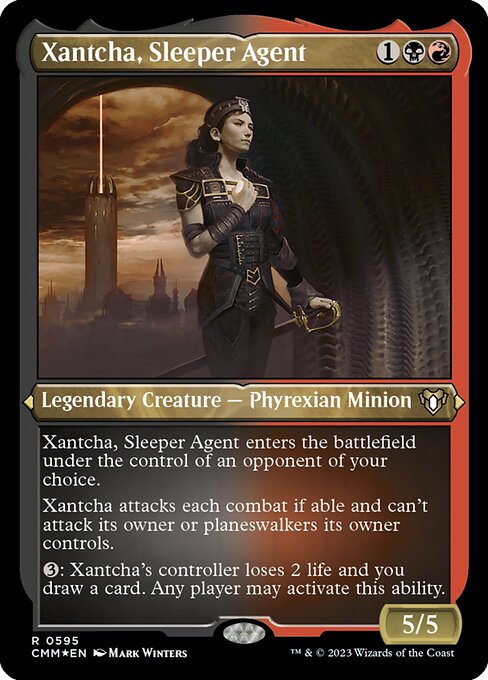 Xantcha, Sleeper Agent 1
Legendary Creature — Phyrexian Minion
Xantcha, Sleeper Agent enters the battlefield
under the control of an opponent of your
choice.
Xantcha attacks each combat if able and can't
attack its owner or planeswalkers its owner
controls.
3: Xantcha's controller loses 2 life and you
draw a card. Any player may activate this ability.
5/5
R 0595
CMM★EN Mark Winters
™ & © 2023 Wizards of the Coast